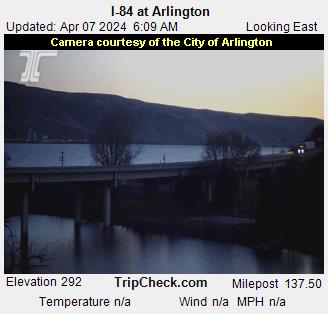 I-84 at Arlington
Updated: Apr 07 2024 6:09 AM Looking East
Camera courtesy of the City of Arlington
Elevation 292 TripCheck.com Milepost 137.50
Temperature n/a Wind n/a MPH n/a